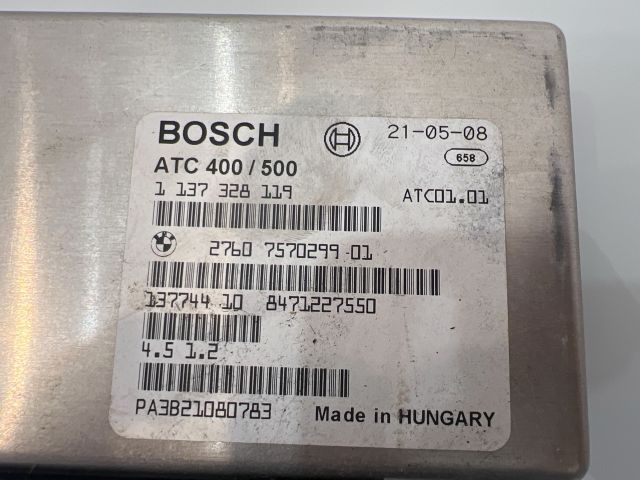 BOSCH 21-05-08
658
ATC 400 / 500
1 137 328 119 ATC01.01
2760 7570299-01
137744 10 8471227550
4.5 1.2
PA3B21080783 Made in HUNGARY